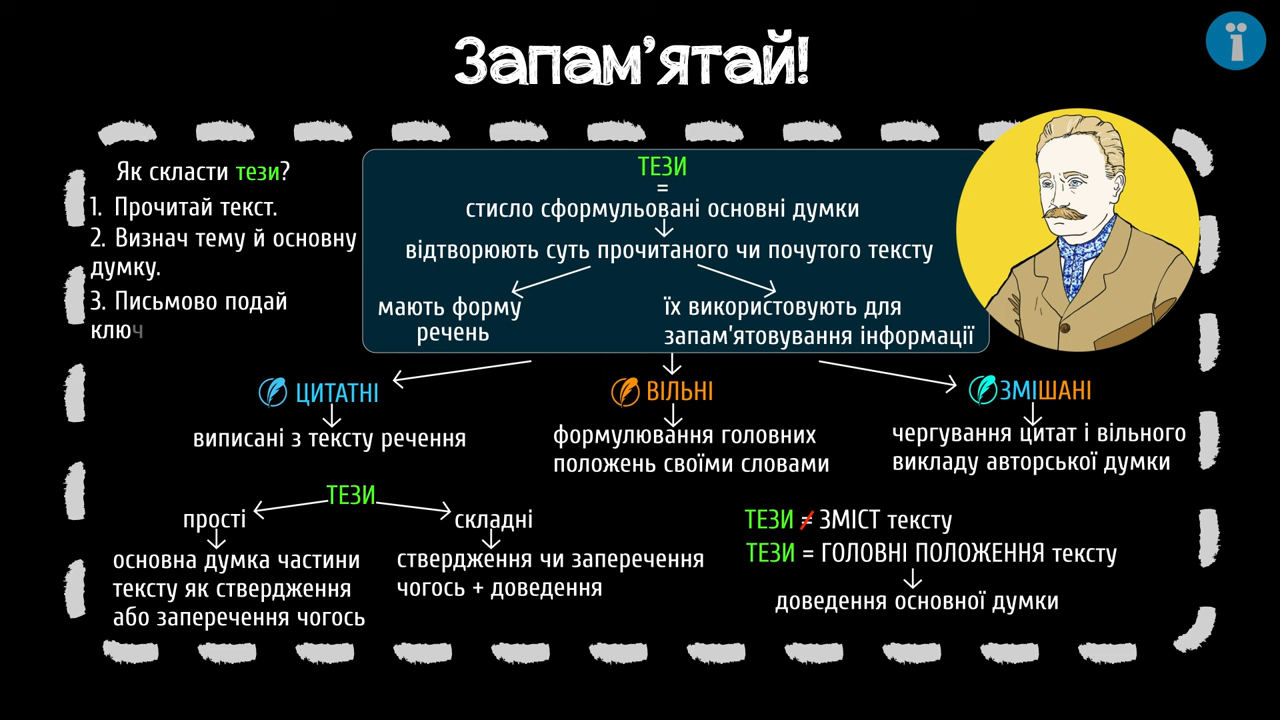 Запам’ятай!
ї
Як скласти тези?
1. Прочитай текст.
2. Визнач тему й основну
думку.
3. Письмово подай
ключ
ТЕЗИ
=
стисло сформульовані основні думки
відтворюють суть прочитаного чи почутого тексту
мають форму
речень
їх використовують для
запам'ятовування інформації
ЦИТАТНІ
виписані з тексту речення
ВІЛЬНІ
формулювання головних
положень своїми словами
ЗМІШАНІ
чергування цитат і вільного
викладу авторської думки
ТЕЗИ
прості
основна думка частини
тексту як ствердження
або заперечення чогось
складні
ствердження чи заперечення
чогось + доведення
ТЕЗИ ≠ ЗМІСТ тексту
ТЕЗИ = ГОЛОВНІ ПОЛОЖЕННЯ тексту
доведення основної думки